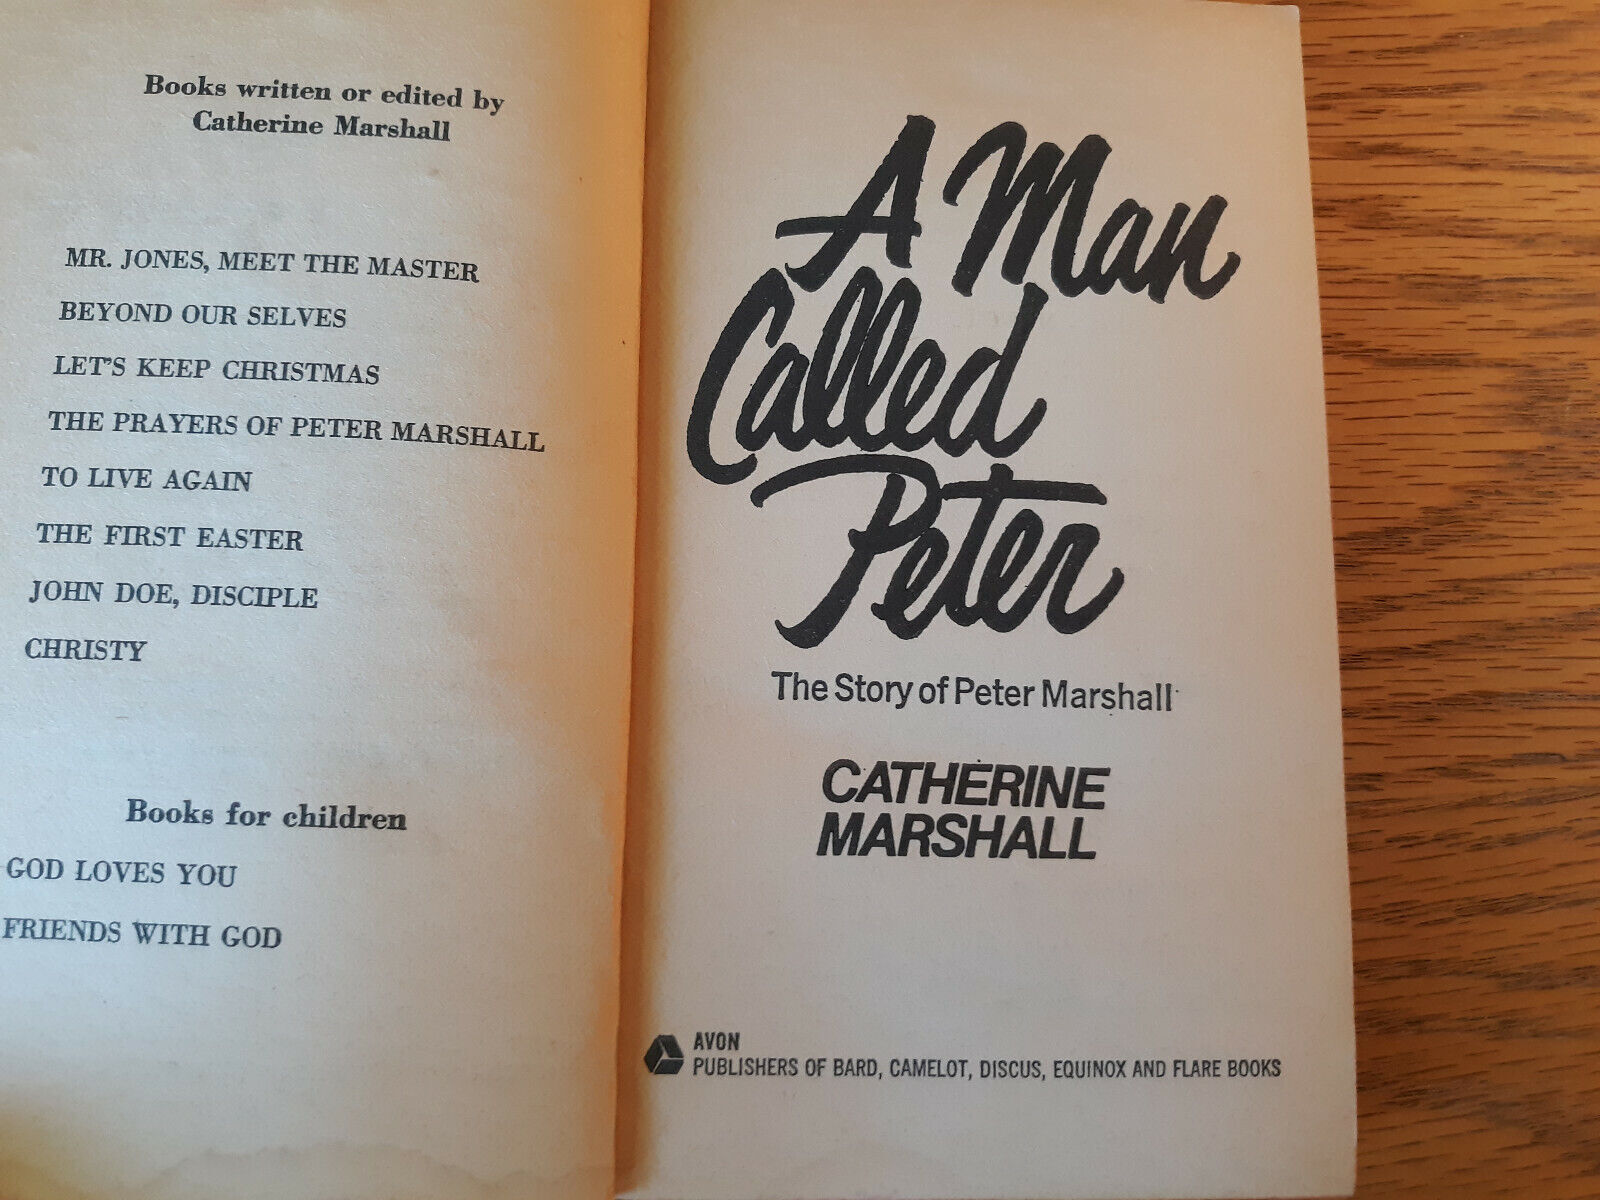 Books written or edited by
Catherine Marshall
MR. JONES, MEET THE MASTER
BEYOND OUR SELVES
LET'S KEEP CHRISTMAS
THE PRAYERS OF PETER MARSHALL
TO LIVE AGAIN
THE FIRST EASTER
JOHN DOE, DISCIPLE
CHRISTY
Books for children
GOD LOVES YOU
FRIENDS WITH GOD
A Man
Called
Peter
The Story of Peter Marshall
CATHERINE
MARSHALL
AVON
PUBLISHERS OF BARD, CAMELOT, DISCUS, EQUINOX AND FLARE BOOKS